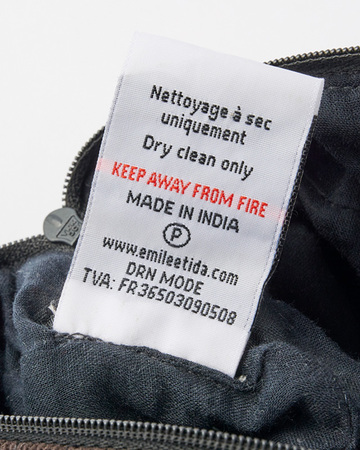 Nettoyage à sec
uniquement
Dry clean only
KEEP AWAY FROM FIRE
MADE IN INDIA
P
www.emileetida.com
DRN MODE
TVA: FR36503090508